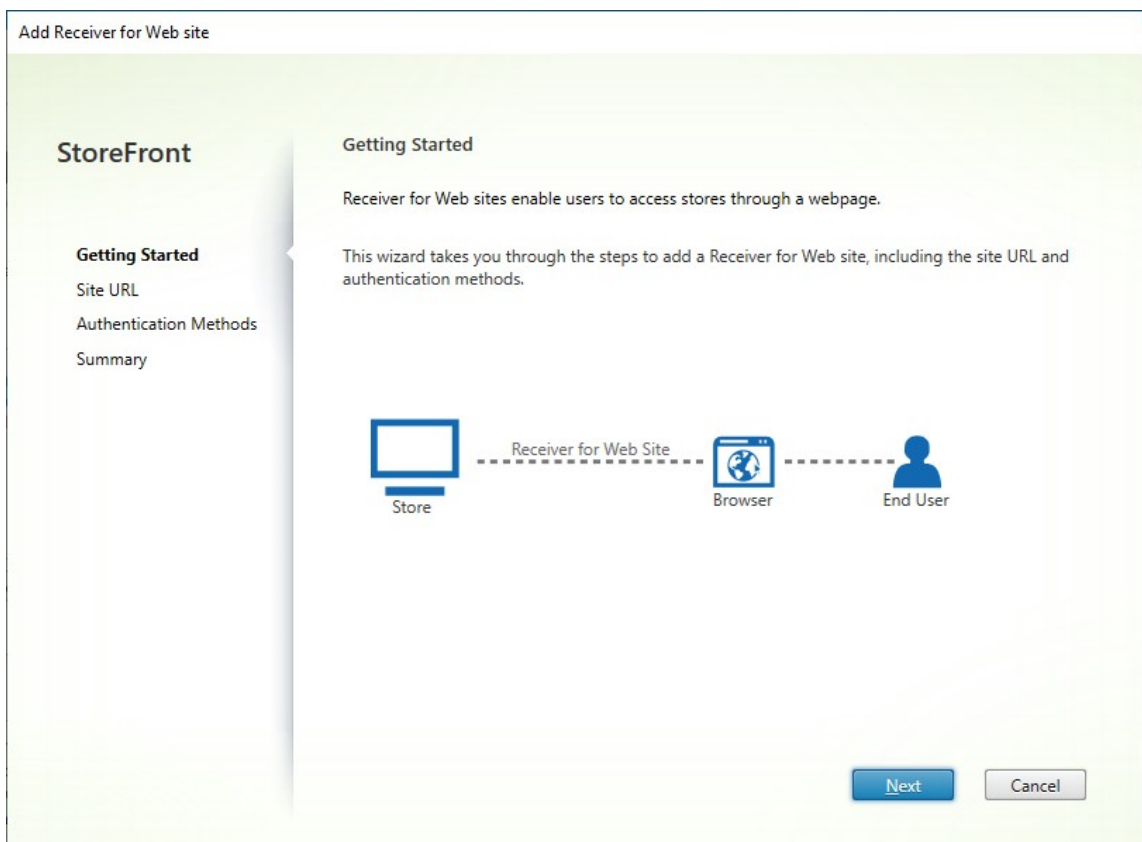 Add Receiver for Web site
StoreFront
Getting Started
Site URL
Authentication Methods
Summary
Getting Started
Receiver for Web sites enable users to access stores through a webpage.
This wizard takes you through the steps to add a Receiver for Web site, including the site URL and
authentication methods.
Receiver for Web Site
Store
Browser
End User
Next
Cancel